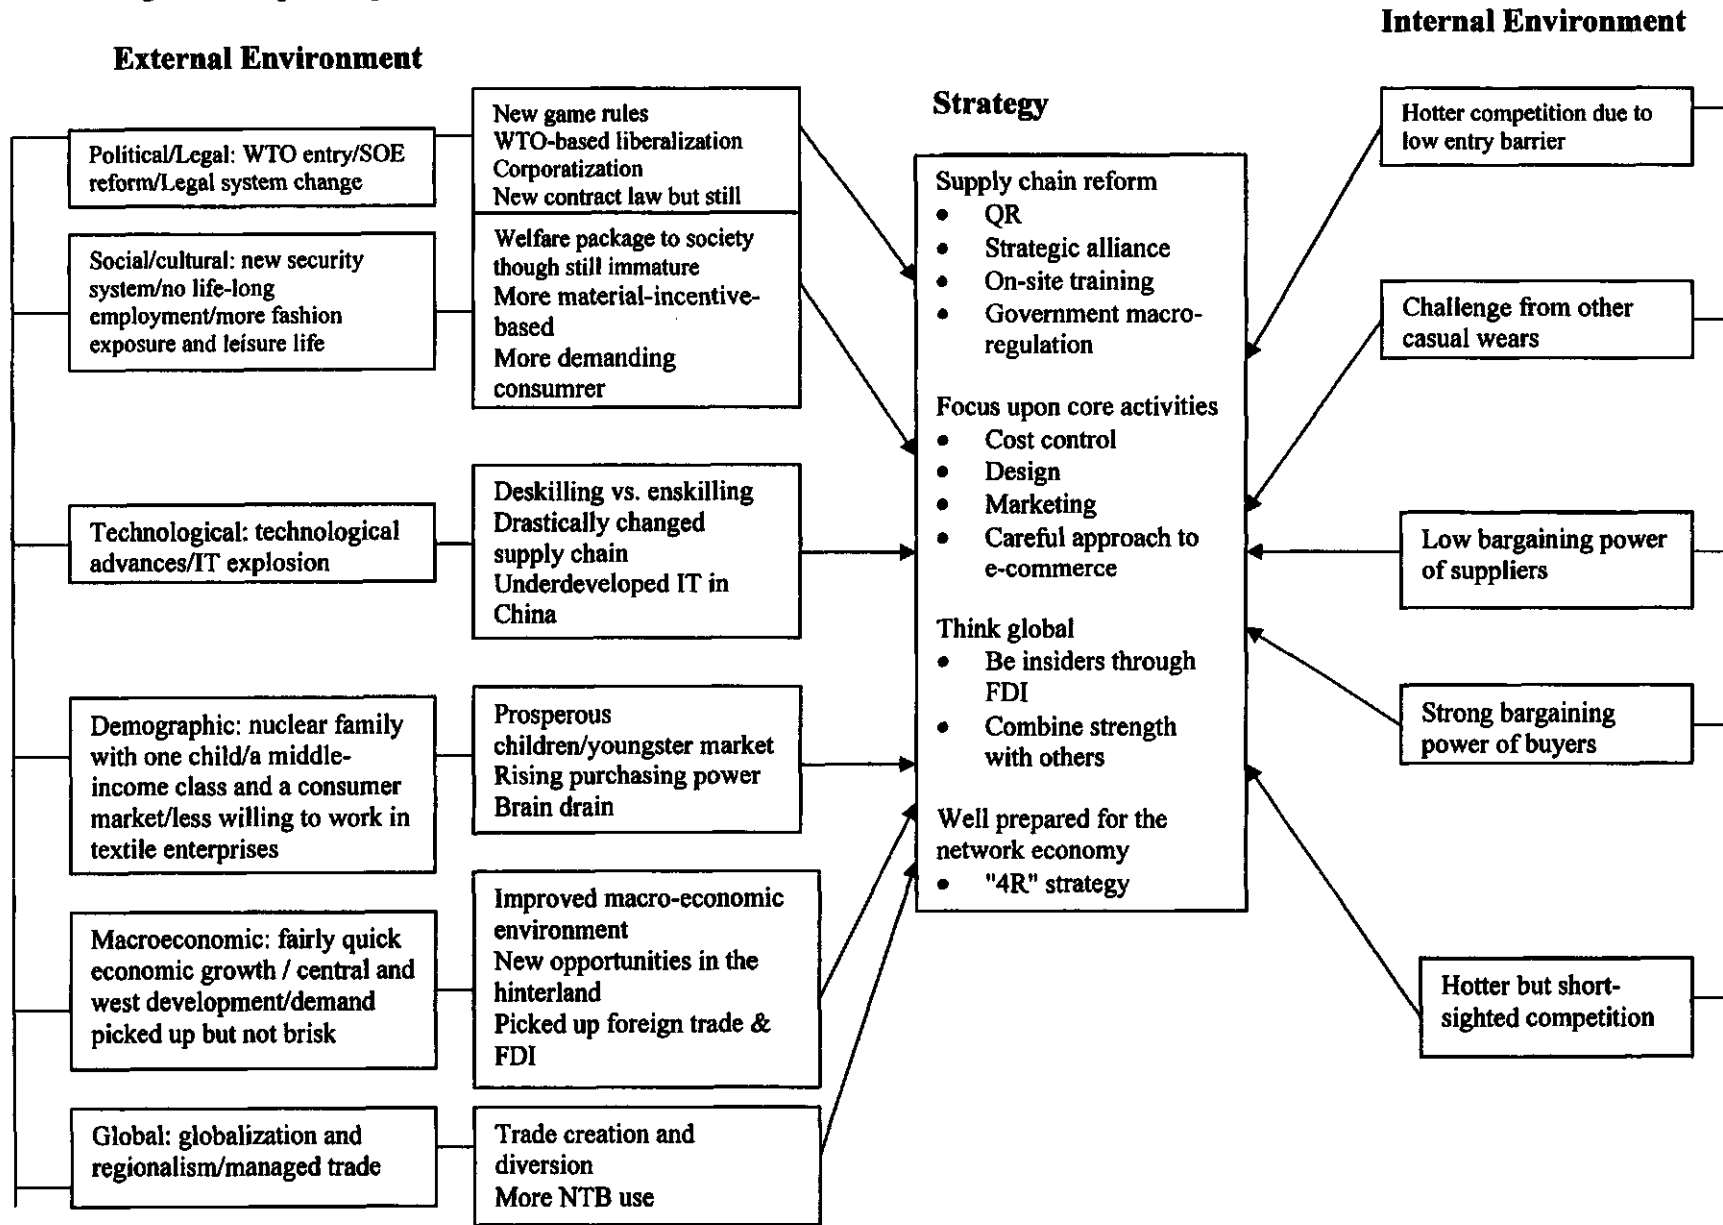 External Environment
Political/Legal: WTO entry/SOE
reform/Legal system change
Social/cultural: new security
system/no life-long
employment/more fashion
exposure and leisure life
Technological: technological
advances/IT explosion
Demographic: nuclear family
with one child/a middle-
income class and a consumer
market/less willing to work in
textile enterprises
Macroeconomic: fairly quick
economic growth / central and
west development/demand
picked up but not brisk
Global: globalization and
regionalism/managed trade
New game rules
WTO-based liberalization
Corporatization
New contract law but still
Welfare package to society
though still immature
More material-incentive-
based
More demanding
consumrer
Deskilling vs. enskilling
Drastically changed
supply chain
Underdeveloped IT in
China
Prosperous
children/youngster market
Rising purchasing power
Brain drain
Improved macro-economic
environment
New opportunities in the
hinterland
Picked up foreign trade &
FDI
Trade creation and
diversion
More NTB use
Strategy
Supply chain reform
• QR
• Strategic alliance
• On-site training
• Government macro-
regulation
Focus upon core activities
• Cost control
• Design
• Marketing
• Careful approach to
e-commerce
Think global
• Be insiders through
FDI
• Combine strength
with others
Well prepared for the
network economy
• "4R" strategy
Internal Environment
Hotter competition due to
low entry barrier
Challenge from other
casual wears
Low bargaining power
of suppliers
Strong bargaining
power of buyers
Hotter but short-
sighted competition